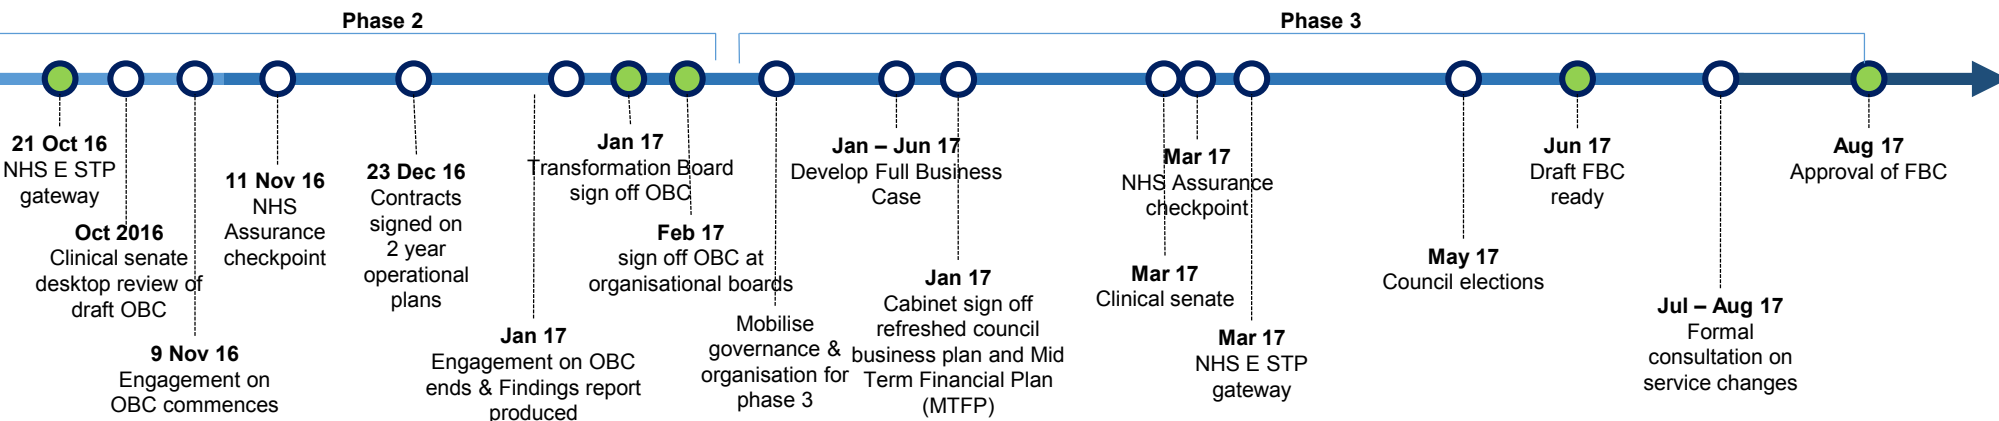 Phase 2
Phase 3
21 Oct 16
NHS E STP
gateway
Oct 2016
Clinical senate
desktop review of
draft OBC
9 Nov 16
Engagement on
OBC commences
11 Nov 16
NHS
Assurance
checkpoint
23 Dec 16
Contracts
signed on
2 year
operational
plans
Jan 17
Engagement on OBC
ends & Findings report
produced
Jan 17
Transformation Board
sign off OBC
Feb 17
sign off OBC at
organisational boards
Mobilise
governance &
organisation for
phase 3
Jan – Jun 17
Develop Full Business
Case
Jan 17
Cabinet sign off
refreshed council
business plan and Mid
Term Financial Plan
(MTFP)
Mar 17
Clinical senate
Mar 17
NHS Assurance
checkpoint
Mar 17
NHS E STP
gateway
May 17
Council elections
Jun 17
Draft FBC
ready
Jul – Aug 17
Formal
consultation on
service changes
Aug 17
Approval of FBC